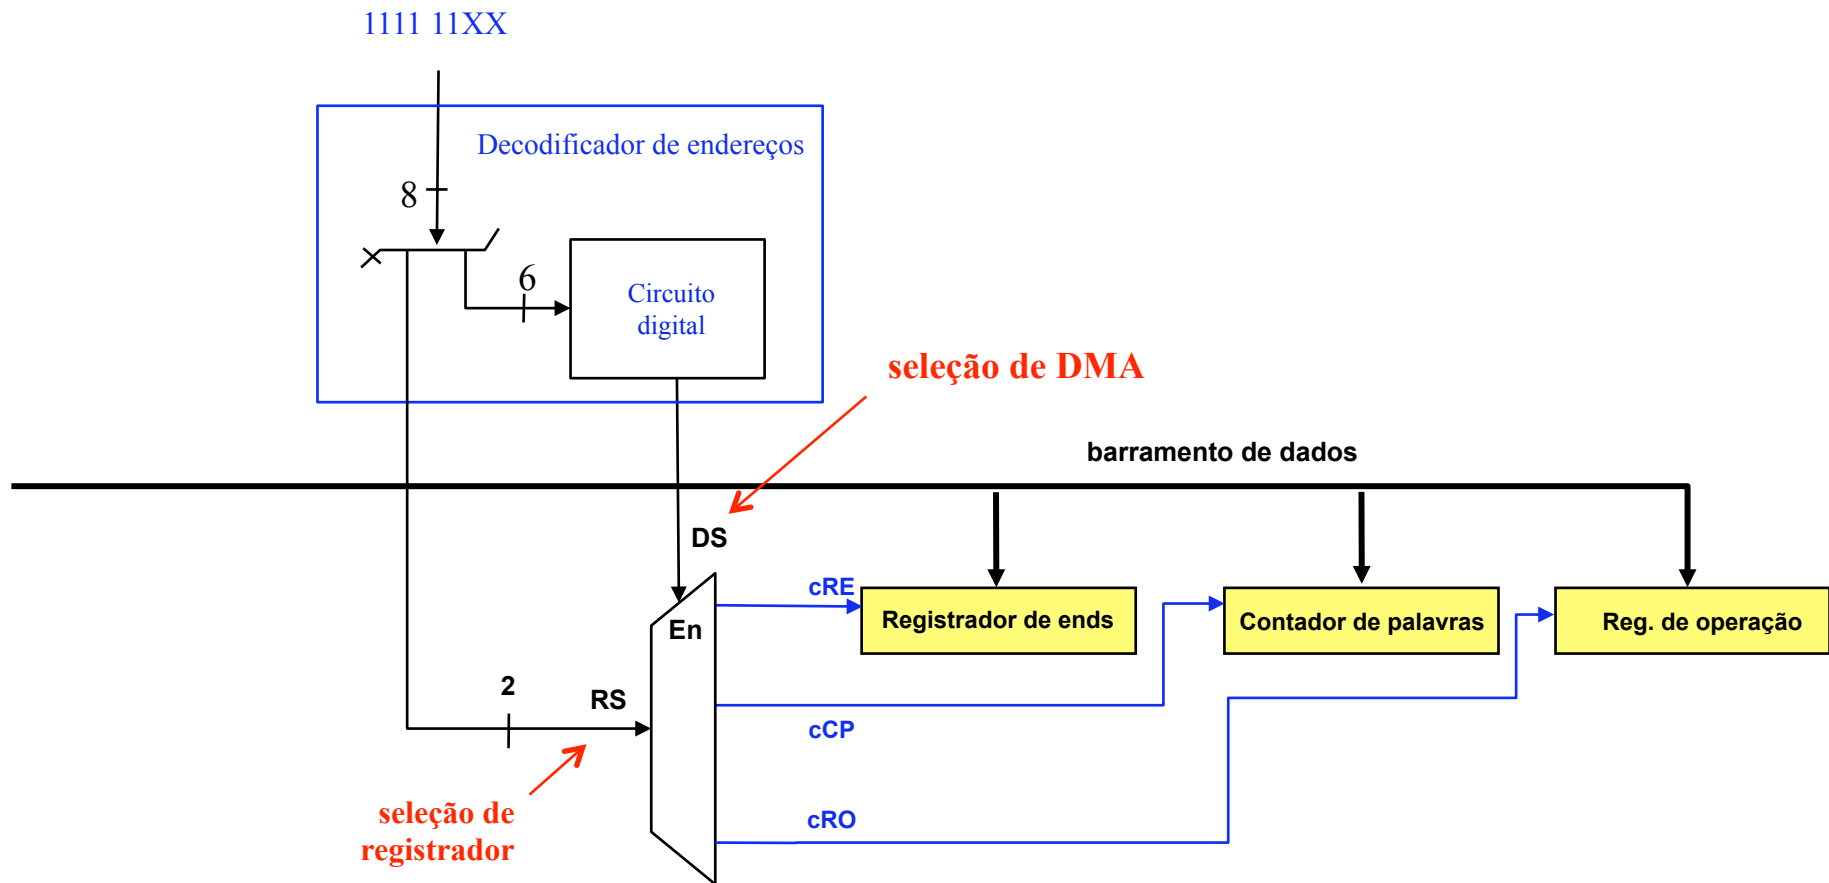 1111 11XX
Decodificador de endereços
8
6
Circuito
digital
seleção de DMA
barramento de dados
DS
cRE
En
Registrador de ends
Contador de palavras
Reg. de operação
2
RS
cCP
seleção de
registrador
cRO